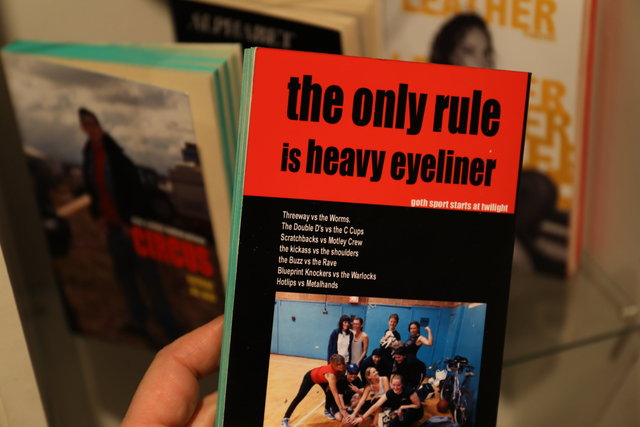 ALPHABET
LEATHER
the only rule
is heavy eyeliner
goth sport starts at twilight
Threeway vs the Worms.
The Double D's vs the C Cups
Scratchbacks vs Motley Crew
the kickass vs the shoulders
the Buzz vs the Rave
Blueprint Knockers vs the Warlocks
Hotlips vs Metalhands
CIRCUS